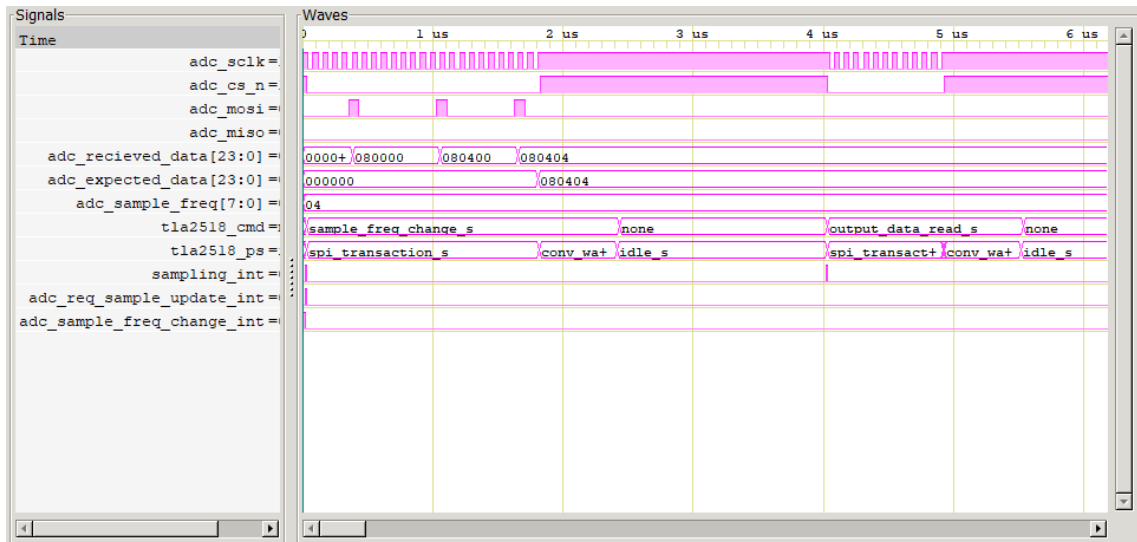 Signals
Waves
Time
1 us 2 us 3 us 4 us 5 us 6 us
adc_sclk=
adc_cs_n=
adc_mosi=
adc_miso=
adc_recieved_data[23:0]= 0000+ 080000 080400 080404
adc_expected_data[23:0]= 000000 080404
adc_sample_freq[7:0]= 04
tla2518_cmd= sample_freq_change_s none output_data_read_s none
tla2518_ps= spi_transaction_s conv_wa+ idle_s spi_transact+ conv_wa+ idle_s
sampling_int=
adc_req_sample_update_int=
adc_sample_freq_change_int=